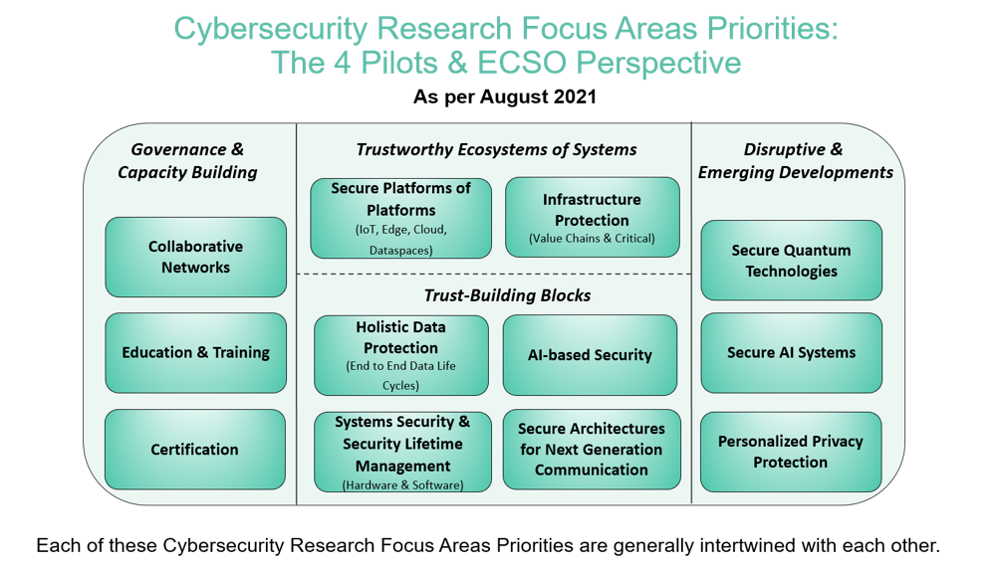 Cybersecurity Research Focus Areas Priorities:
The 4 Pilots & ECSO Perspective
As per August 2021
Governance &
Capacity Building
Collaborative
Networks
Education & Training
Certification
Trustworthy Ecosystems of Systems
Secure Platforms of
Platforms
(IoT, Edge, Cloud,
Dataspaces)
Infrastructure
Protection
(Value Chains & Critical)
Trust-Building Blocks
Holistic Data
Protection
(End to End Data Life
Cycles)
AI-based Security
Systems Security &
Security Lifetime
Management
(Hardware & Software)
Secure Architectures
for Next Generation
Communication
Disruptive &
Emerging Developments
Secure Quantum
Technologies
Secure AI Systems
Personalized Privacy
Protection
Each of these Cybersecurity Research Focus Areas Priorities are generally intertwined with each other.